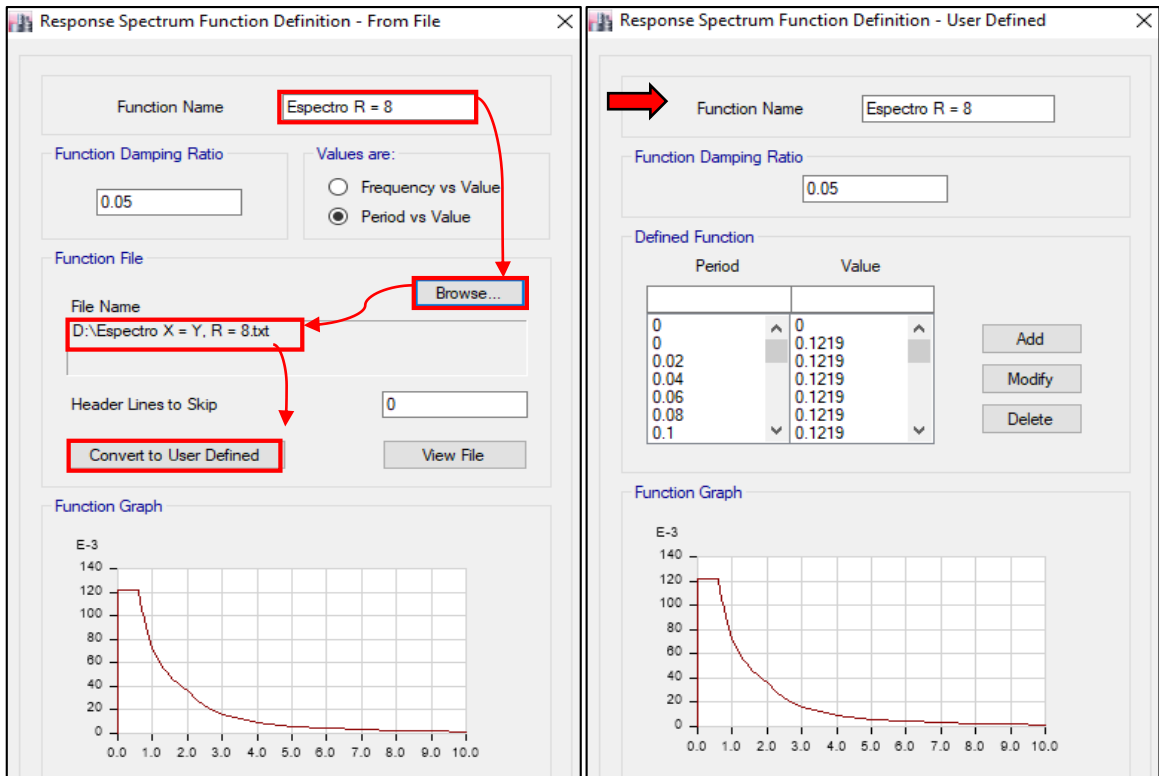 Response Spectrum Function Definition - From File
Function Name
Espectro R = 8
Function Damping Ratio
Values are:
0.05
Frequency vs Value
Period vs Value
Function File
Browse...
File Name
D:\Espectro X = Y, R = 8.txt
Header Lines to Skip
0
Convert to User Defined
View File
Function Graph
E-3
140
120
100
80
60
40
20
0
0.0 1.0 2.0 3.0 4.0 5.0 6.0 7.0 8.0 9.0 10.0
Response Spectrum Function Definition - User Defined
Function Name
Espectro R = 8
Function Damping Ratio
0.05
Defined Function
Period Value
0 0
0 0.1219
0.02 0.1219
0.04 0.1219
0.06 0.1219
0.08 0.1219
0.1 0.1219
Add
Modify
Delete
Function Graph
E-3
140
120
100
80
60
40
20
0
0.0 1.0 2.0 3.0 4.0 5.0 6.0 7.0 8.0 9.0 10.0